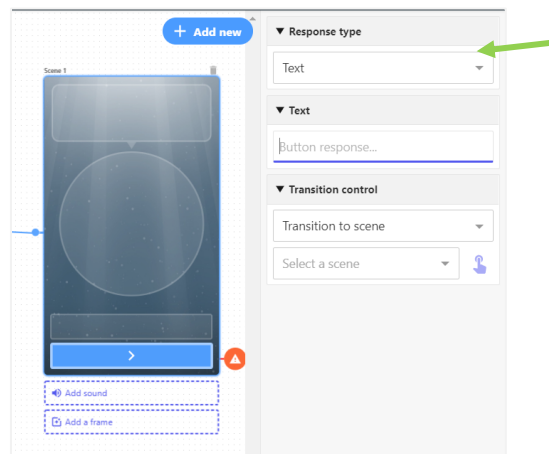 + Add new
Scene 1
Add sound
Add a frame
Response type
Text
Text
Button response...
Transition control
Transition to scene
Select a scene